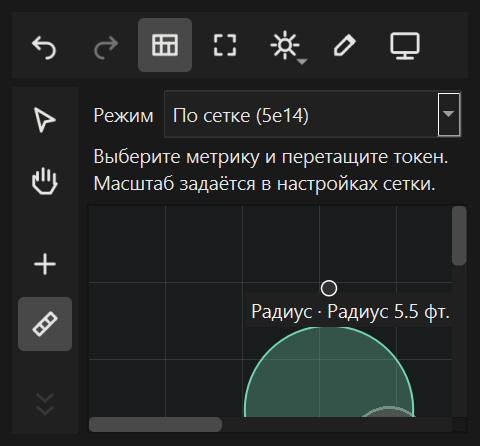 Режим
По сетке (5e14)
Выберите метрику и перетащите токен.
Масштаб задаётся в настройках сетки.
Радиус · Радиус 5.5 фт.